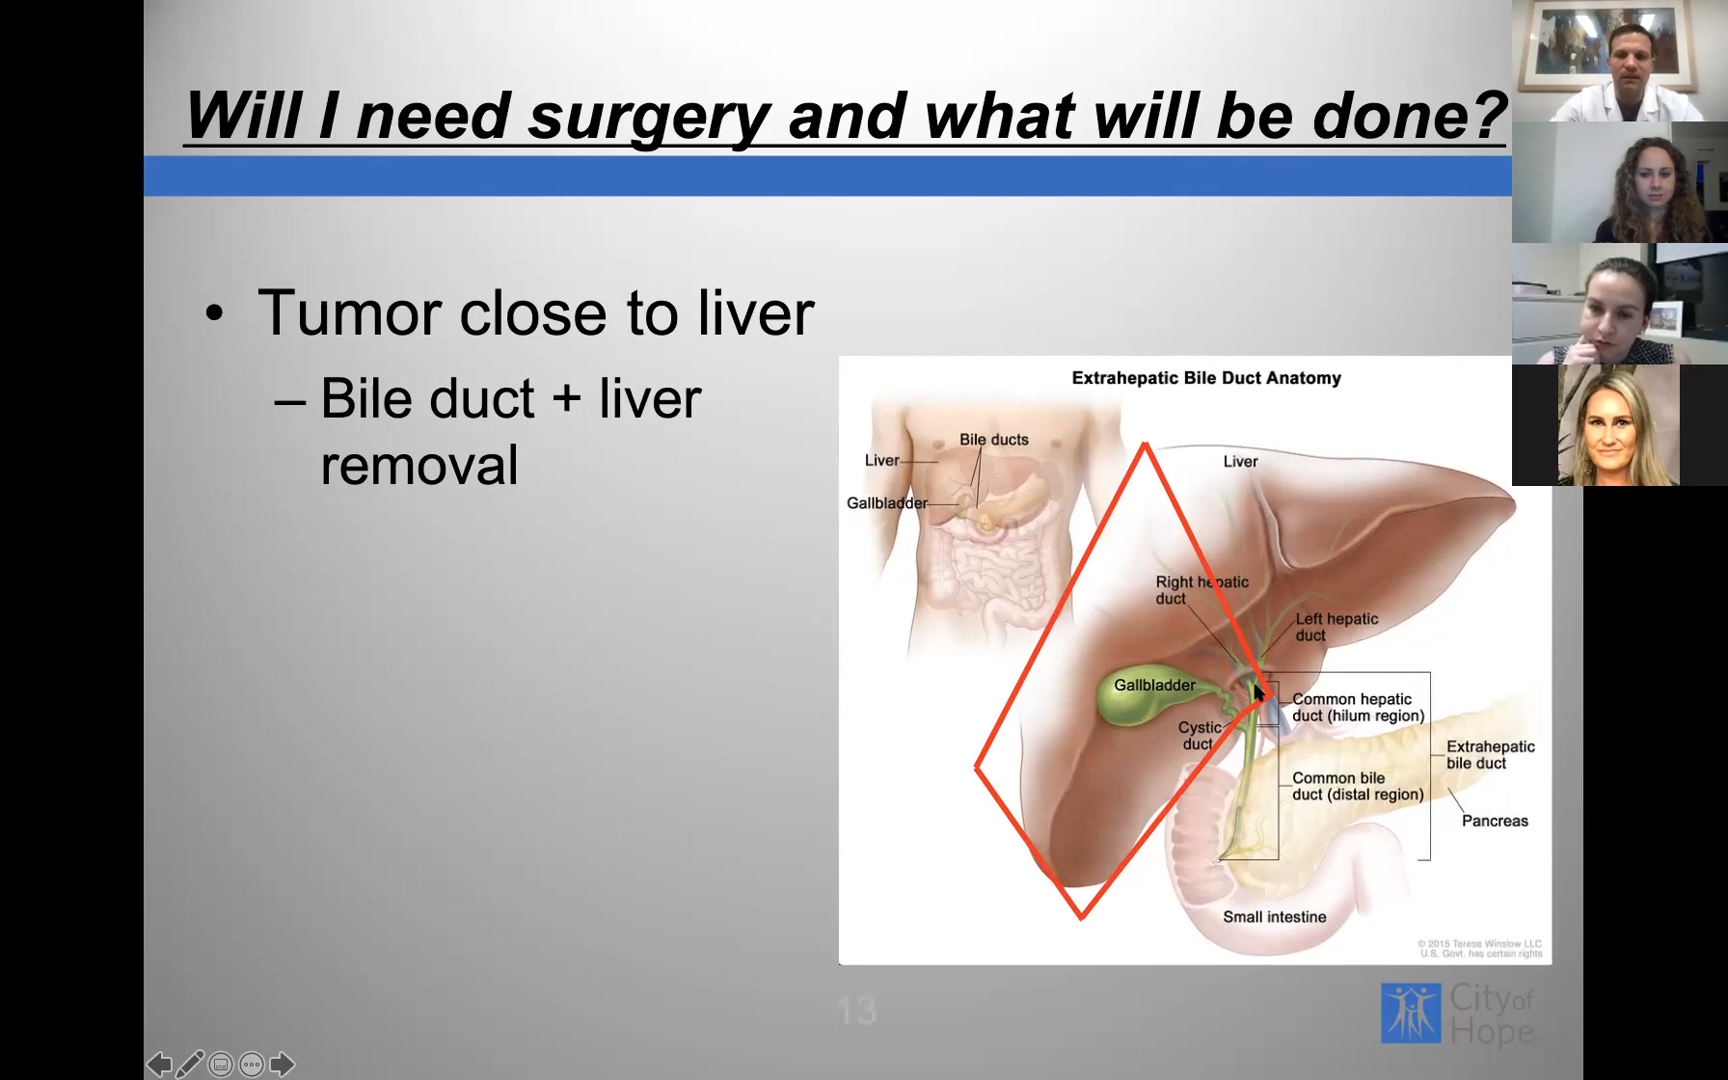 Will I need surgery and what will be done?
• Tumor close to liver
– Bile duct + liver
removal
Extrahepatic Bile Duct Anatomy
Bile ducts
Liver
Gallbladder
Liver
Right hepatic
duct
Left hepatic
duct
Gallbladder
Cystic
duct
Common hepatic
duct (hilum region)
Extrahepatic
bile duct
Common bile
duct (distal region)
Pancreas
Small intestine
© 2015 Terese Winslow LLC
U.S. Govt. has certain rights
13
City of
Hope